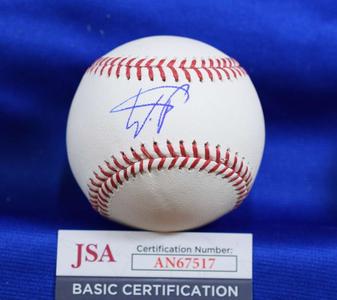 JSA
Certification Number:
AN67517
BASIC CERTIFICATION